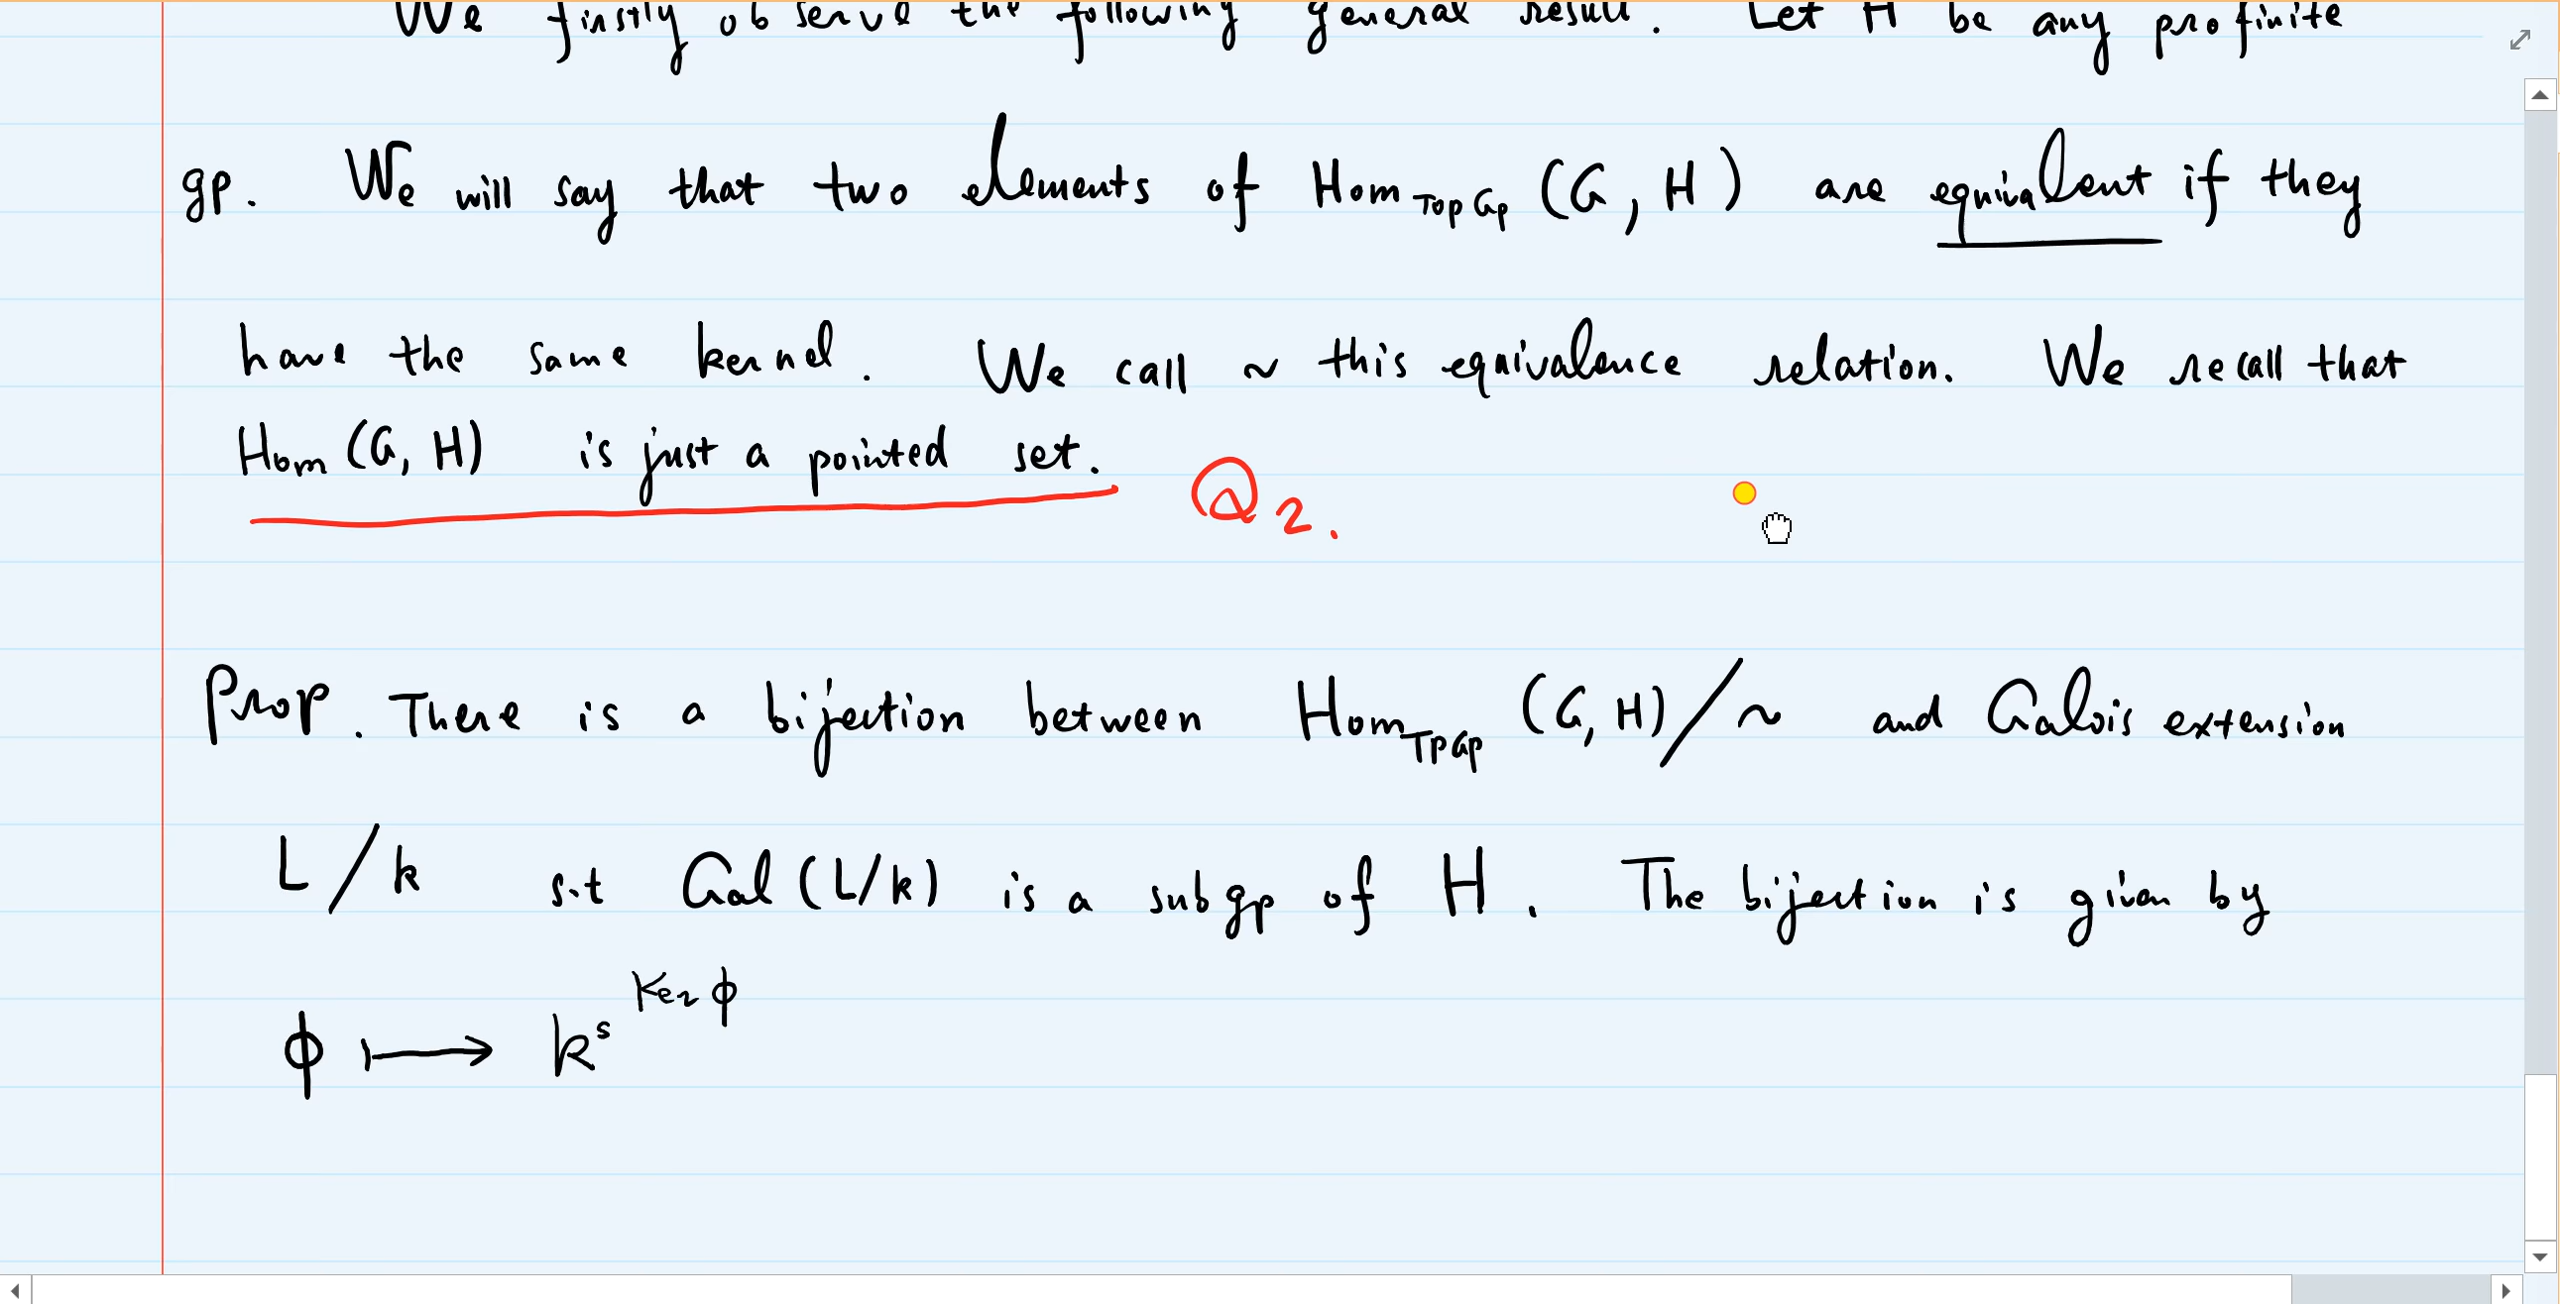 We firstly observe the following general result. Let H be any profinite
gp. We will say that two elements of Hom_{TopGp} (G, H) are equivalent if they
have the same kernel. We call ~ this equivalence relation. We recall that
Hom (G, H) is just a pointed set. Q2.
Prop. There is a bijection between Hom_{TpGp} (G, H)/~ and Galois extension
L/k s.t Gal (L/k) is a subgp of H. The bijection is given by
ϕ ↦ k^{s^{Ker ϕ}}